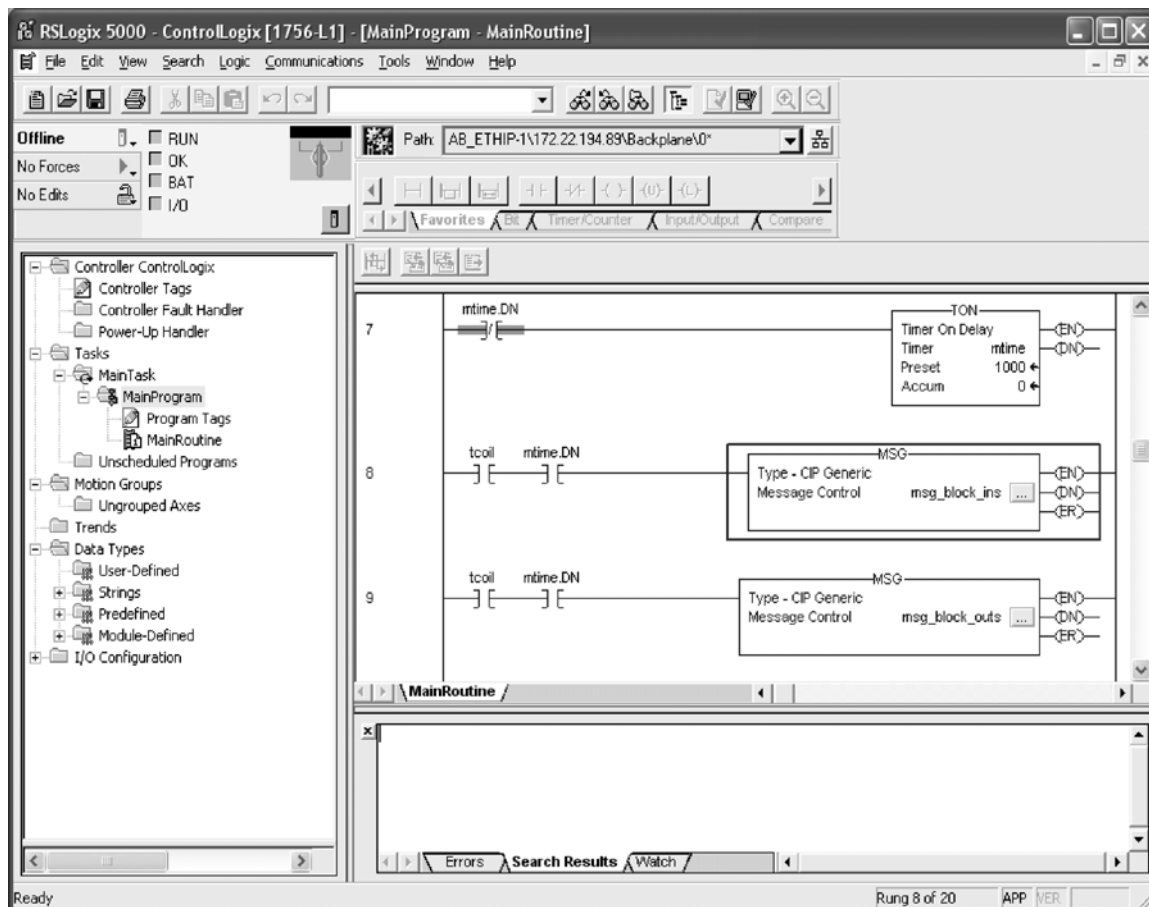 RSLogix 5000 - ControlLogix [1756-L1] - [MainProgram - MainRoutine]
File Edit View Search Logic Communications Tools Window Help
Offline
RUN
No Forces
OK
No Edits
BAT
I/O
Path: AB_ETHIP-1\172.22.194.89\Backplane\0*
Favorites Bit Timer/Counter Input/Output Compare
Controller ControlLogix
Controller Tags
Controller Fault Handler
Power-Up Handler
Tasks
MainTask
MainProgram
Program Tags
MainRoutine
Unscheduled Programs
Motion Groups
Ungrouped Axes
Trends
Data Types
User-Defined
Strings
Predefined
Module-Defined
I/O Configuration
7
mtime.DN
TON
Timer On Delay
Timer mtime
Preset 1000
Accum 0
EN
DN
8
tcoil mtime.DN
MSG
Type - CIP Generic
Message Control msg_block_ins ...
EN
DN
ER
9
tcoil mtime.DN
MSG
Type - CIP Generic
Message Control msg_block_outs ...
EN
DN
ER
MainRoutine
Errors Search Results Watch
Ready
Rung 8 of 20 APP VER